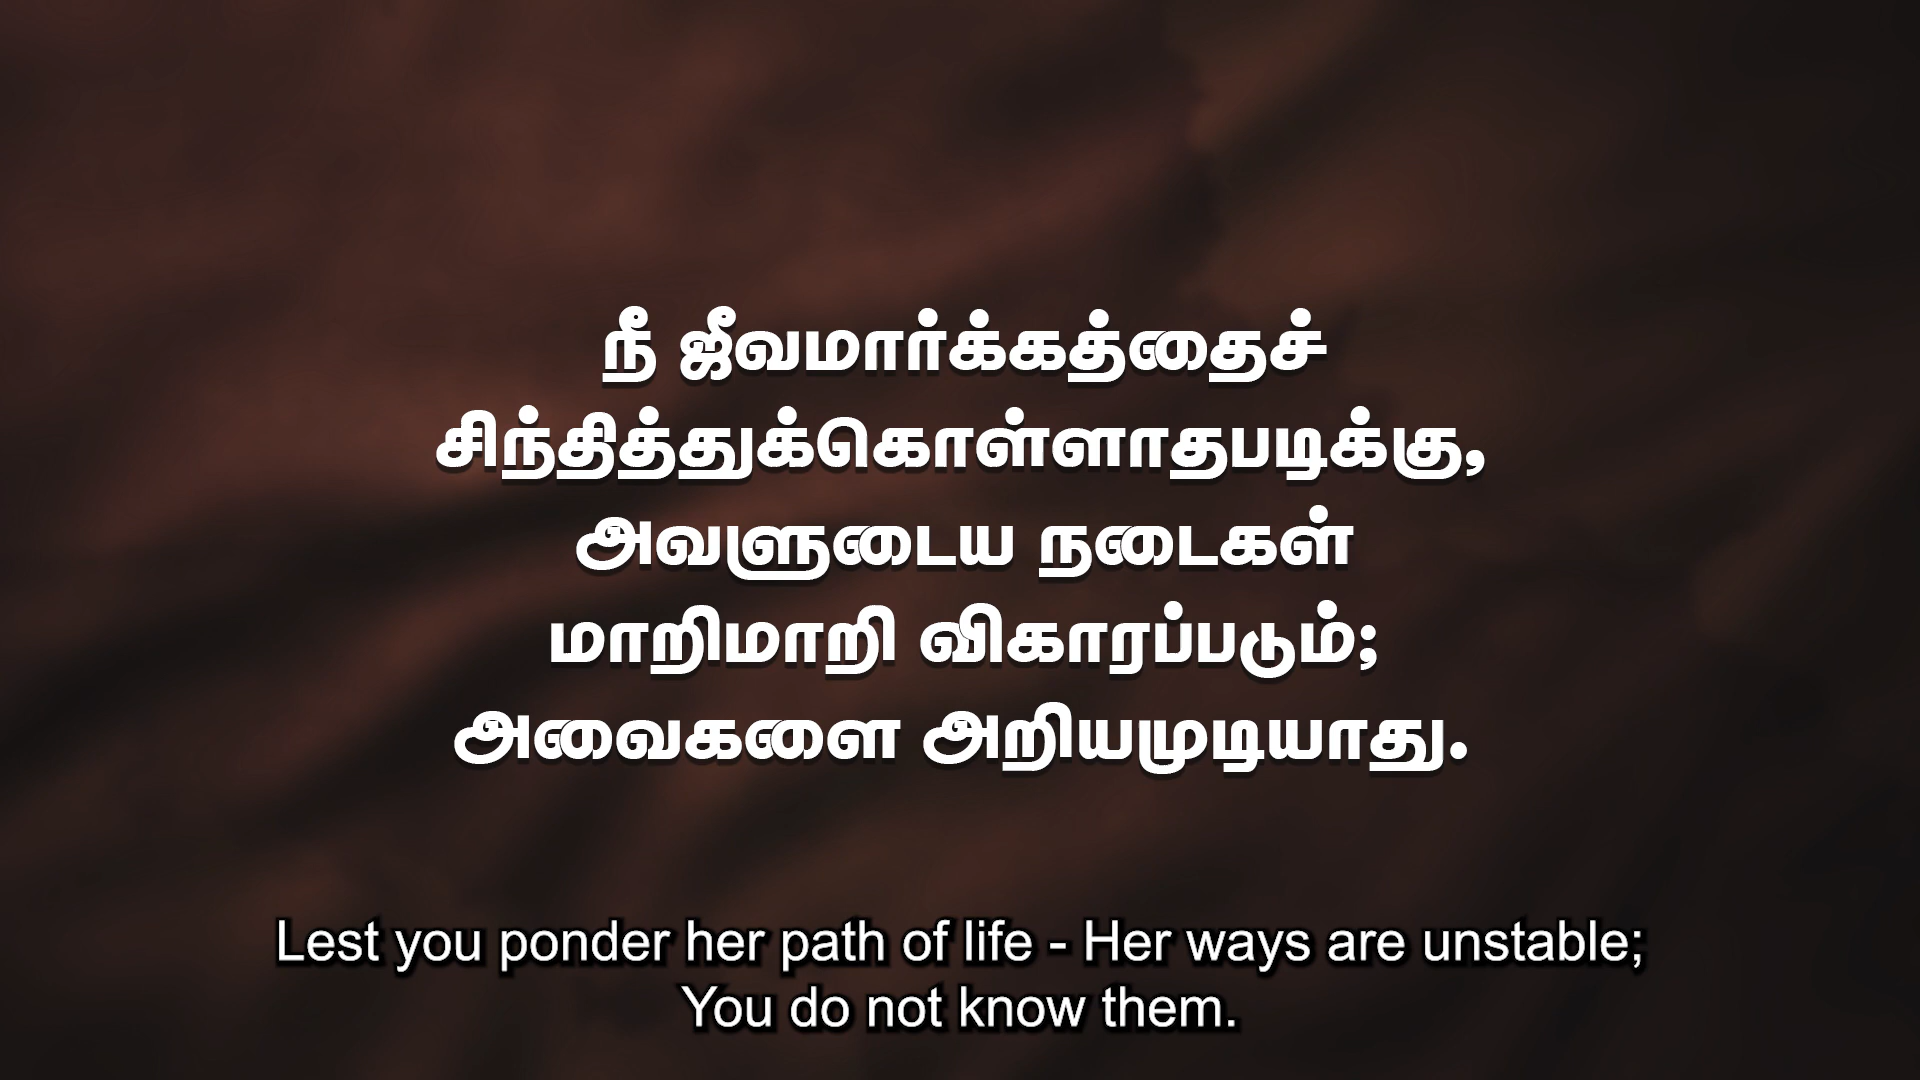 நீ ஜீவமார்க்கத்தைச்
சிந்தித்துக்கொள்ளாதபடிக்கு,
அவளுடைய நடைகள்
மாறிமாறி விகாரப்படும்;
அவைகளை அறியமுடியாது.
Lest you ponder her path of life - Her ways are unstable;
You do not know them.